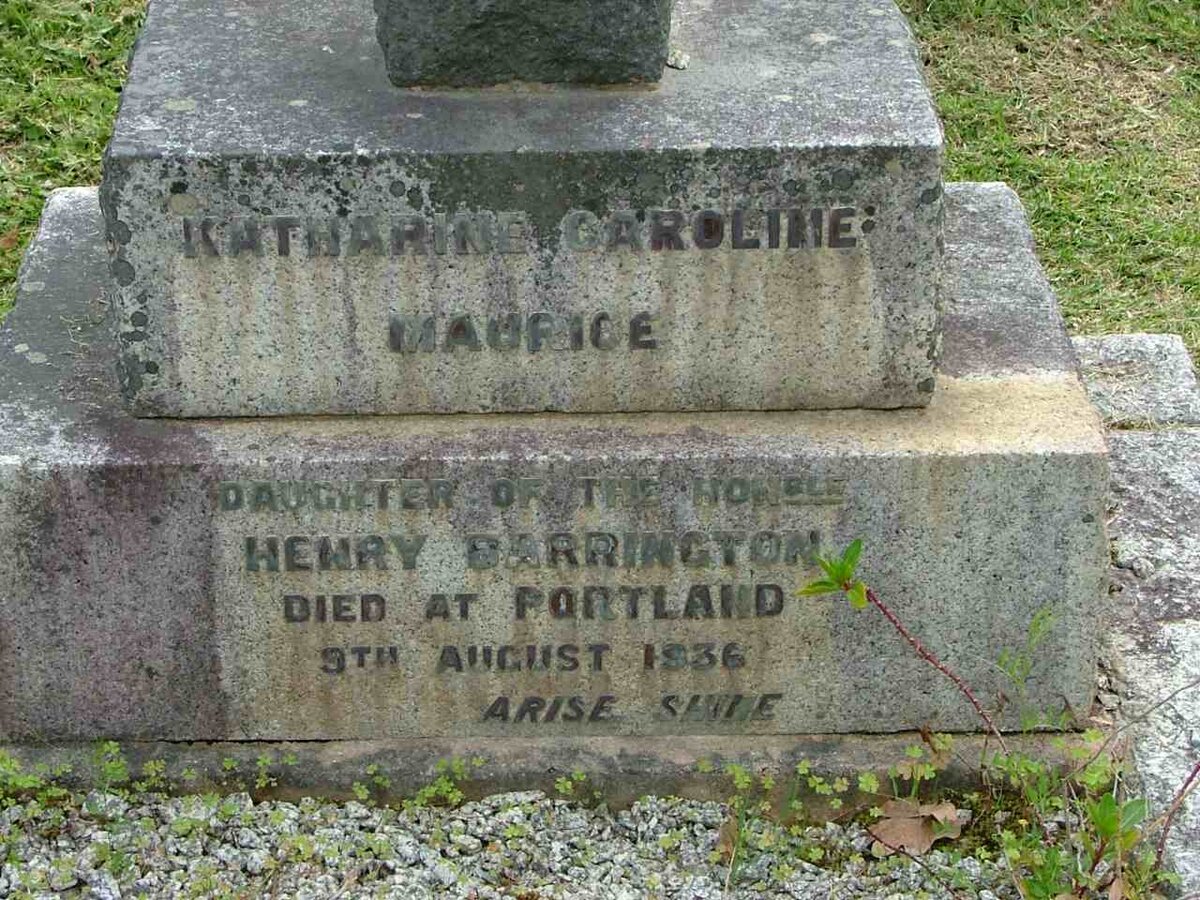 KATHARINE CAROLINE
MAURICE
DAUGHTER OF THE HONBLE
HENRY BARRINGTON
DIED AT PORTLAND
9TH AUGUST 1936
ARISE SHINE